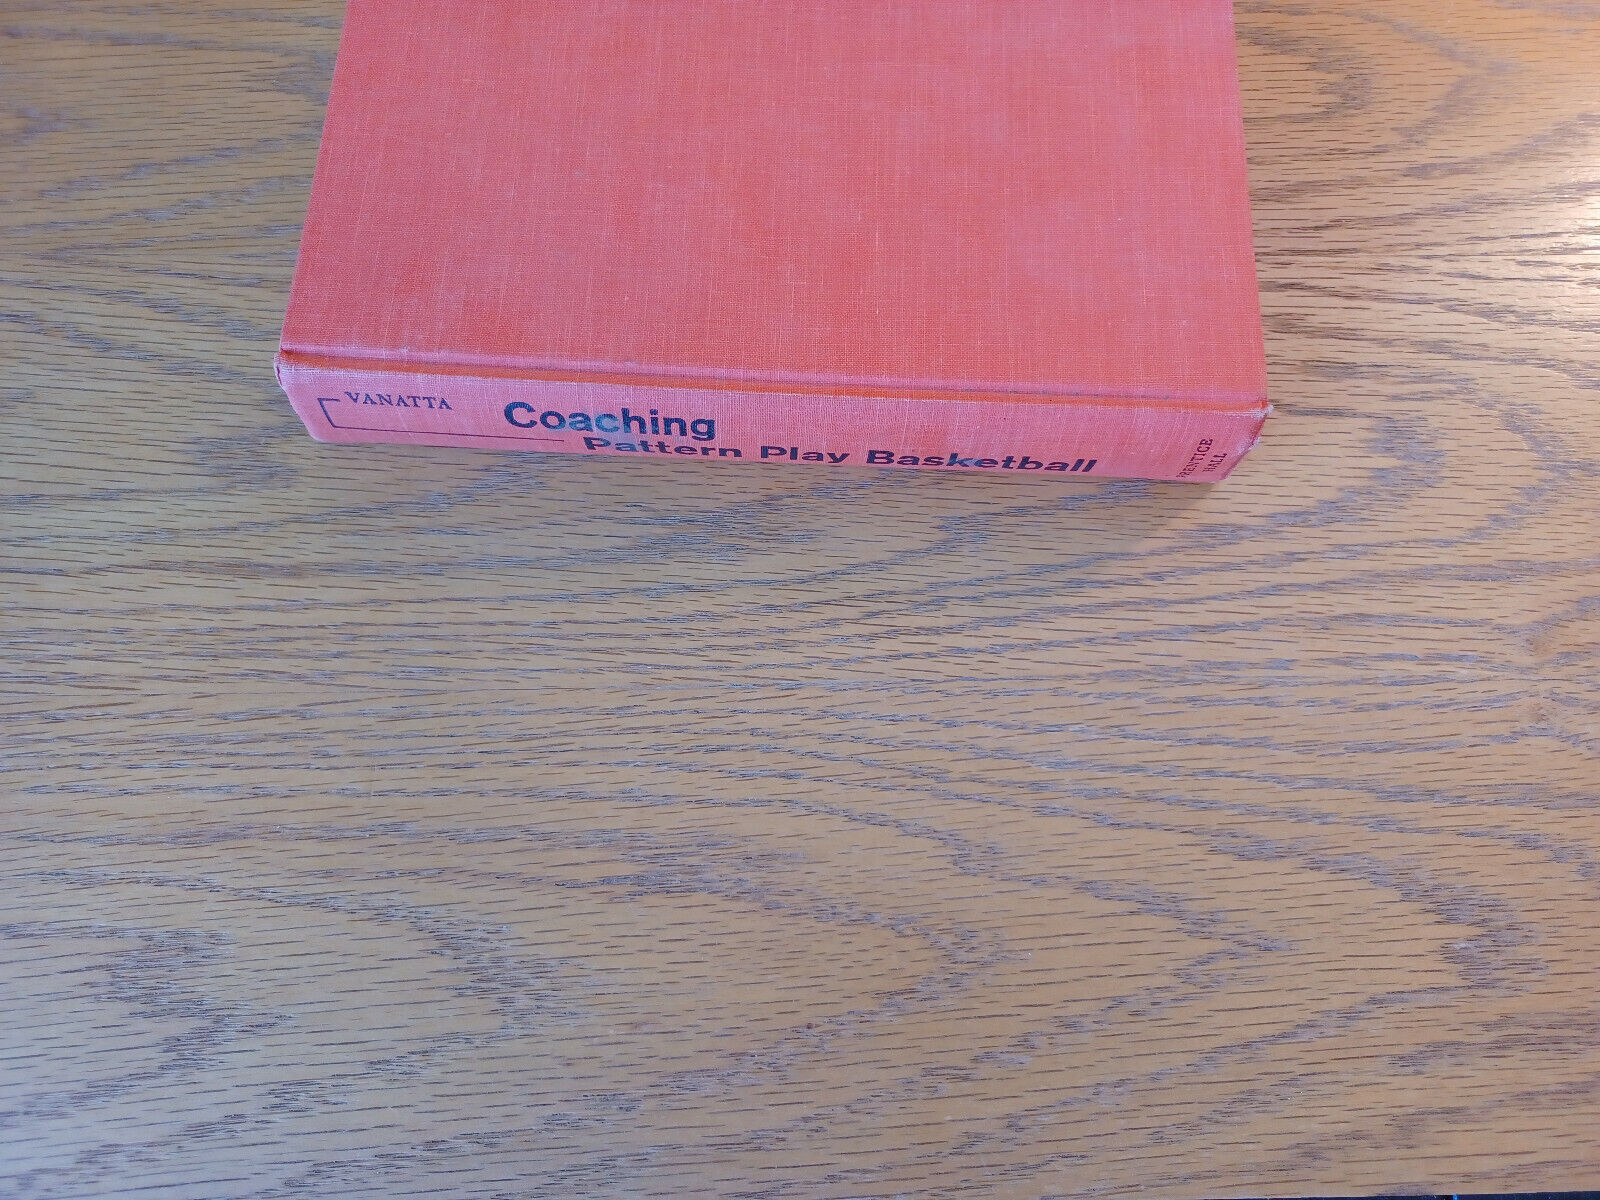 VANATTA
Coaching
Pattern Play Basketball
PRENTICE
HALL